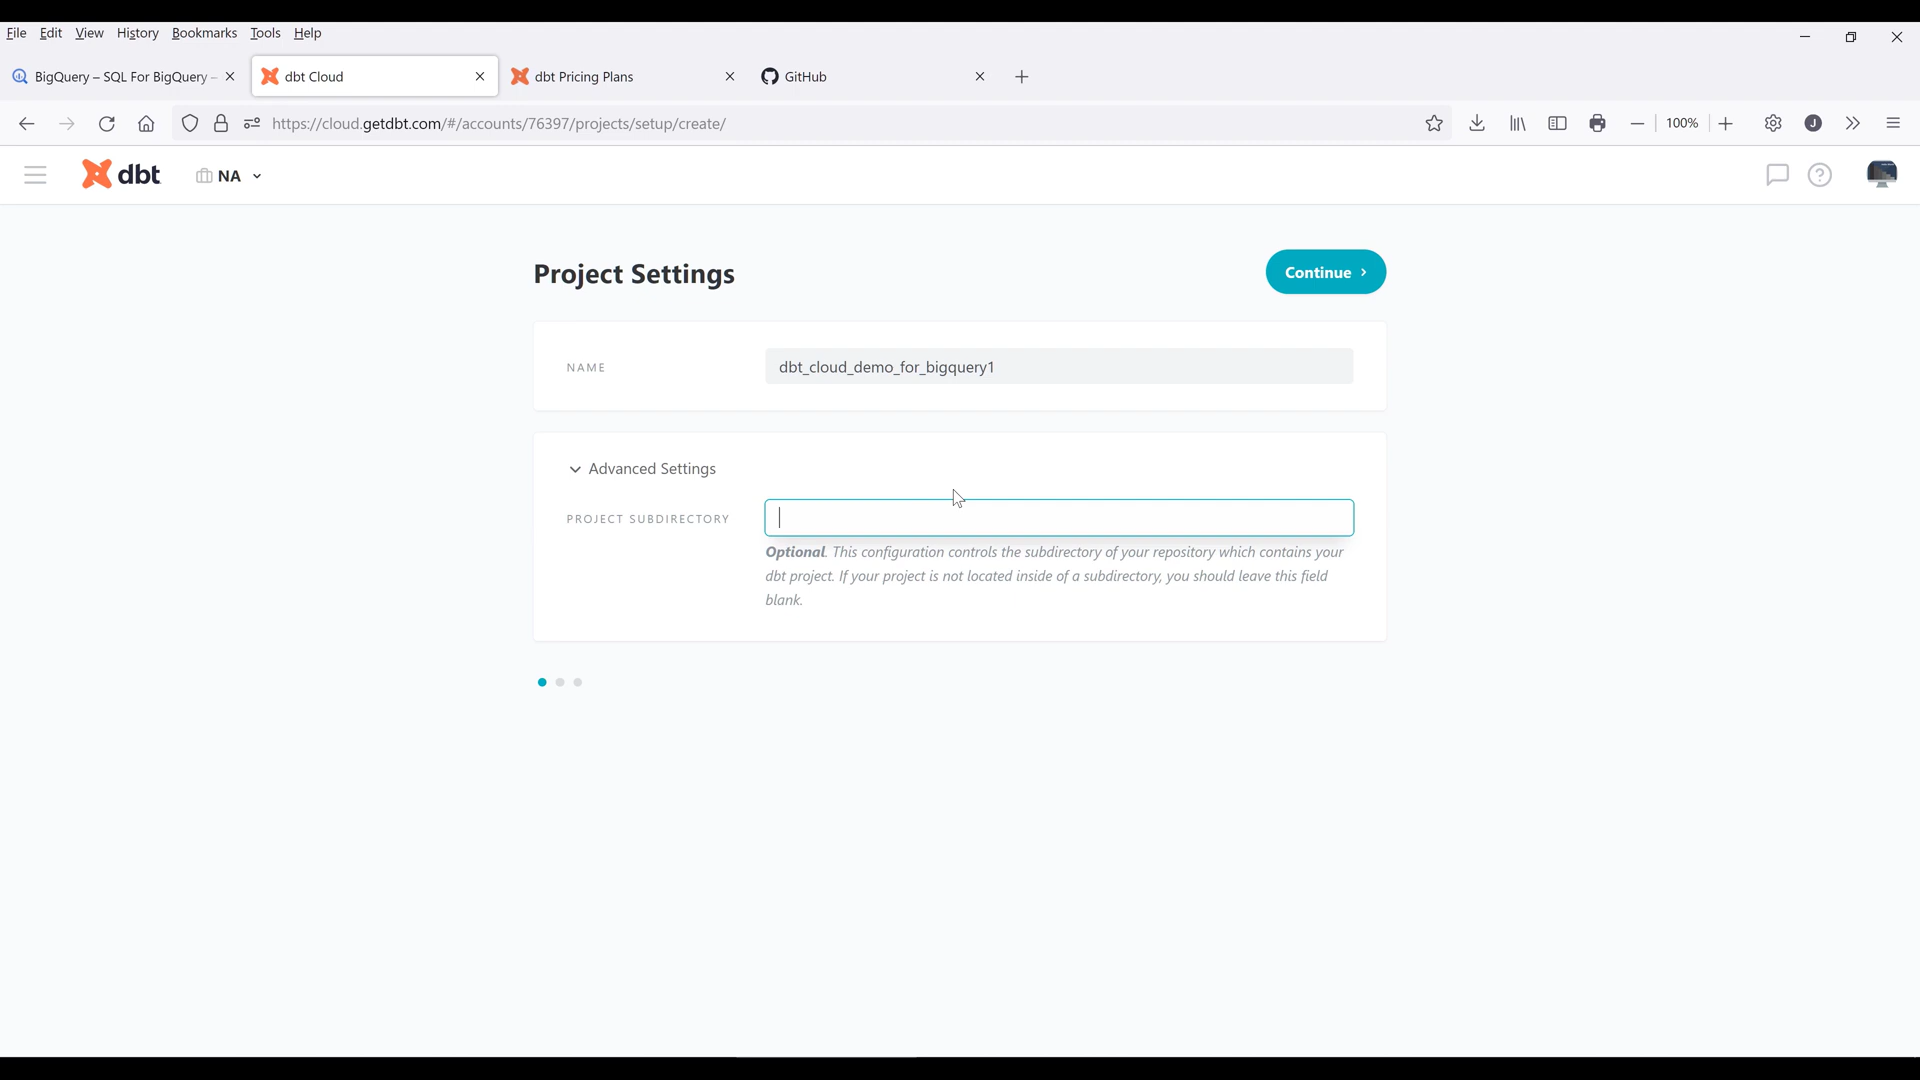 File Edit View History Bookmarks Tools Help
BigQuery – SQL For BigQuery – dbt Cloud dbt Pricing Plans GitHub
https://cloud.getdbt.com/#/accounts/76397/projects/setup/create/ 100% J
dbt NA ?
Project Settings Continue
NAME dbt_cloud_demo_for_bigquery1
Advanced Settings
PROJECT SUBDIRECTORY
Optional. This configuration controls the subdirectory of your repository which contains your
dbt project. If your project is not located inside of a subdirectory, you should leave this field
blank.